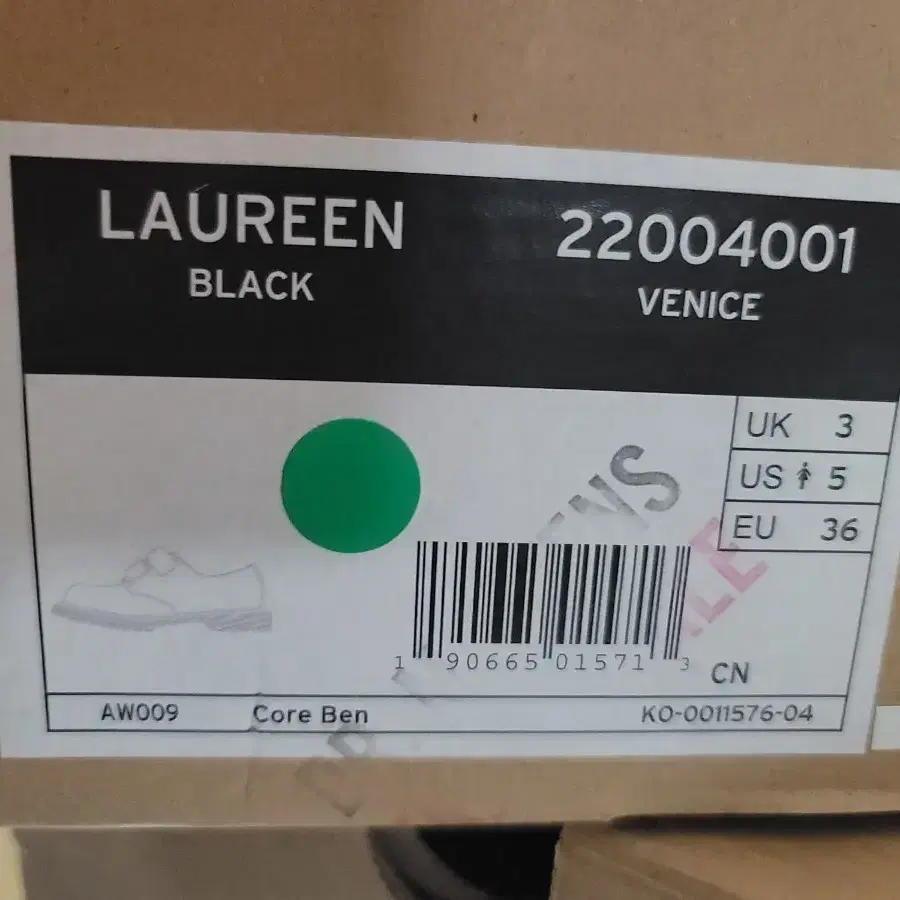 LAUREEN
BLACK
22004001
VENICE
UK 3
US 5
EU 36
1 90665 01571 3
CN
AW009 Core Ben KO-0011576-04